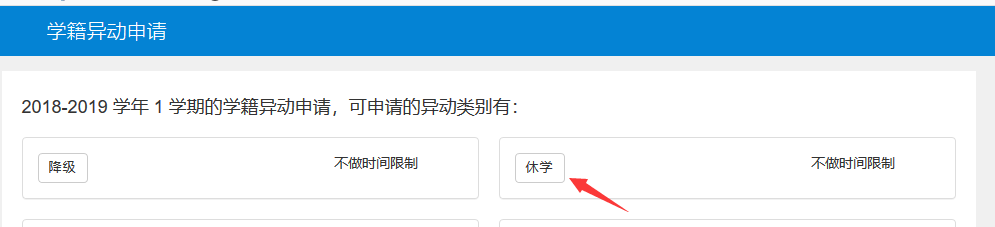 学籍异动申请
2018-2019 学年 1 学期的学籍异动申请，可申请的异动类别有：
降级 不做时间限制 休学 不做时间限制